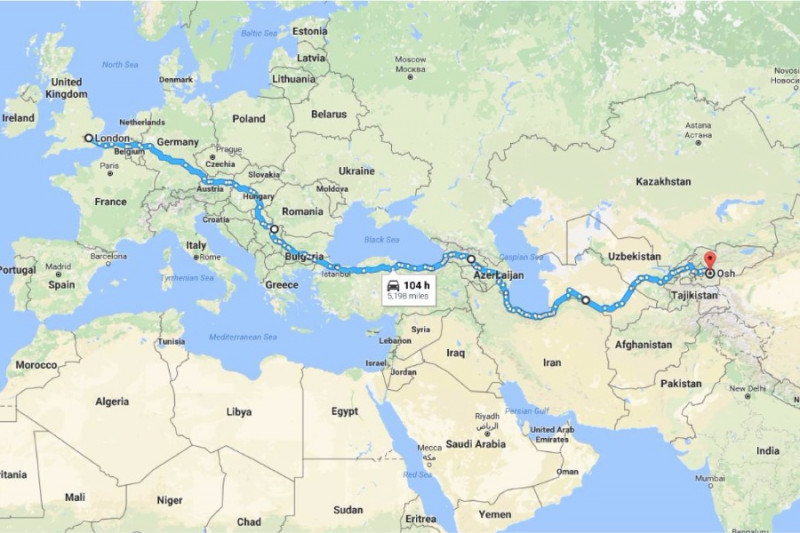 Baltic Sea
Estonia
Latvia
Lithuania
Moscow
Москва
North Sea
Denmark
United
Kingdom
Ireland
Belarus
Netherlands
Poland
London
Belgium
Germany
Prague
Czechia
Paris
Slovakia
Ukraine
Austria
Hungary
Moldova
France
Croatia
Romania
Astana
Астана
Kazakhstan
Italy
Rome
Bulgaria
Black Sea
Caspian Sea
Uzbekistan
Barcelona
Portugal
Madrid
Spain
Tyrrhenian Sea
Istanbul
Greece
Azerbaijan
Osh
Tajikistan
104 h
5,198 miles
Mediterranean Sea
Tunisia
Syria
Lebanon
Iraq
Iran
Afghanistan
Morocco
Israel
Jordan
Pakistan
New Delhi
Algeria
Libya
Egypt
Persian Gulf
Riyadh
الرياض
United Arab
Emirates
Mecca
مكة
Saudi Arabia
India
Oman
Mumbai
Red Sea
Mali
Niger
Chad
Sudan
Eritrea
Yemen